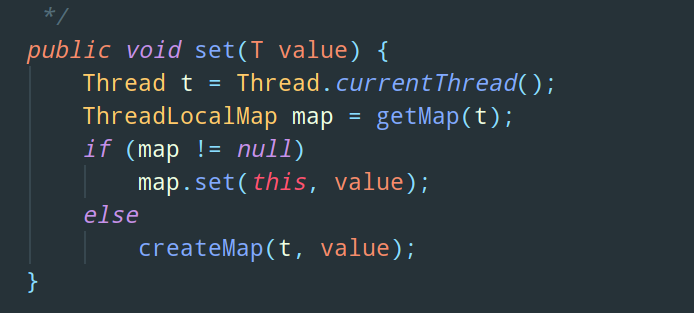 */
public void set(T value) {
    Thread t = Thread.currentThread();
    ThreadLocalMap map = getMap(t);
    if (map != null)
        map.set(this, value);
    else
        createMap(t, value);
}